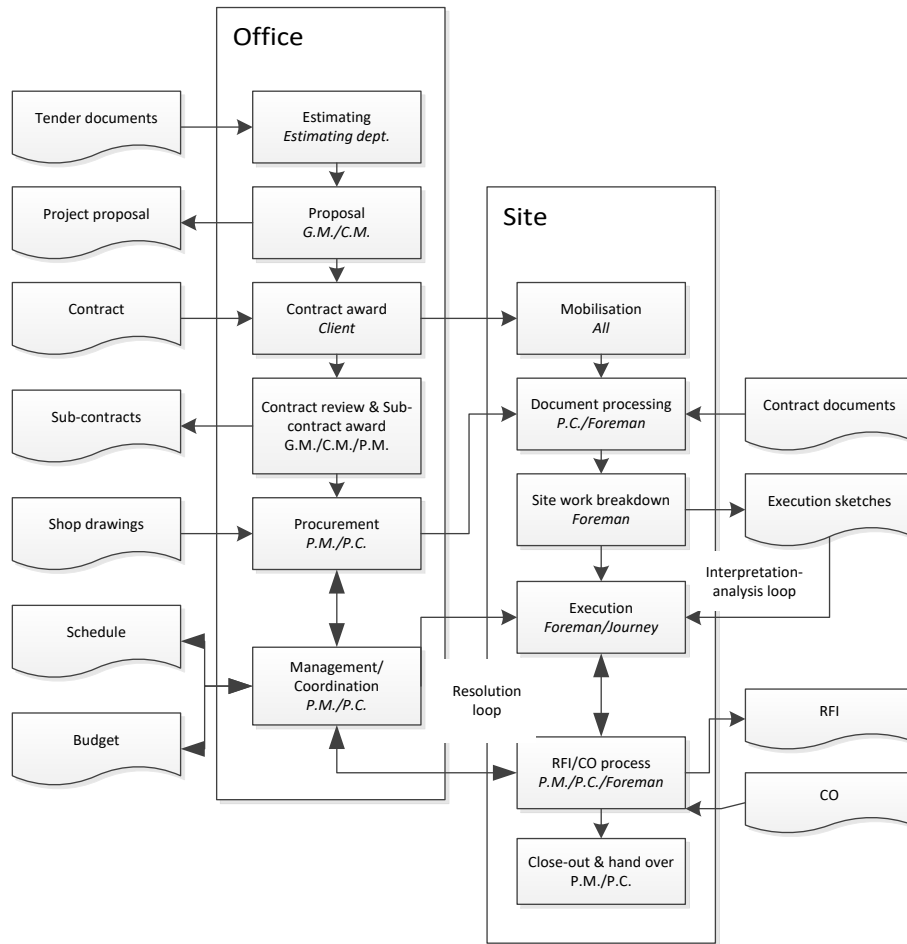 Office
Tender documents
Estimating
Estimating dept.
Project proposal
Proposal
G.M./C.M.
Site
Contract
Contract award
Client
Mobilisation
All
Sub-contracts
Contract review & Sub-
contract award
G.M./C.M./P.M.
Document processing
P.C./Foreman
Contract documents
Shop drawings
Procurement
P.M./P.C.
Site work breakdown
Foreman
Execution sketches
Interpretation-
analysis loop
Schedule
Execution
Foreman/Journey
Management/
Coordination
P.M./P.C.
Resolution
loop
Budget
RFI/CO process
P.M./P.C./Foreman
RFI
CO
Close-out & hand over
P.M./P.C.